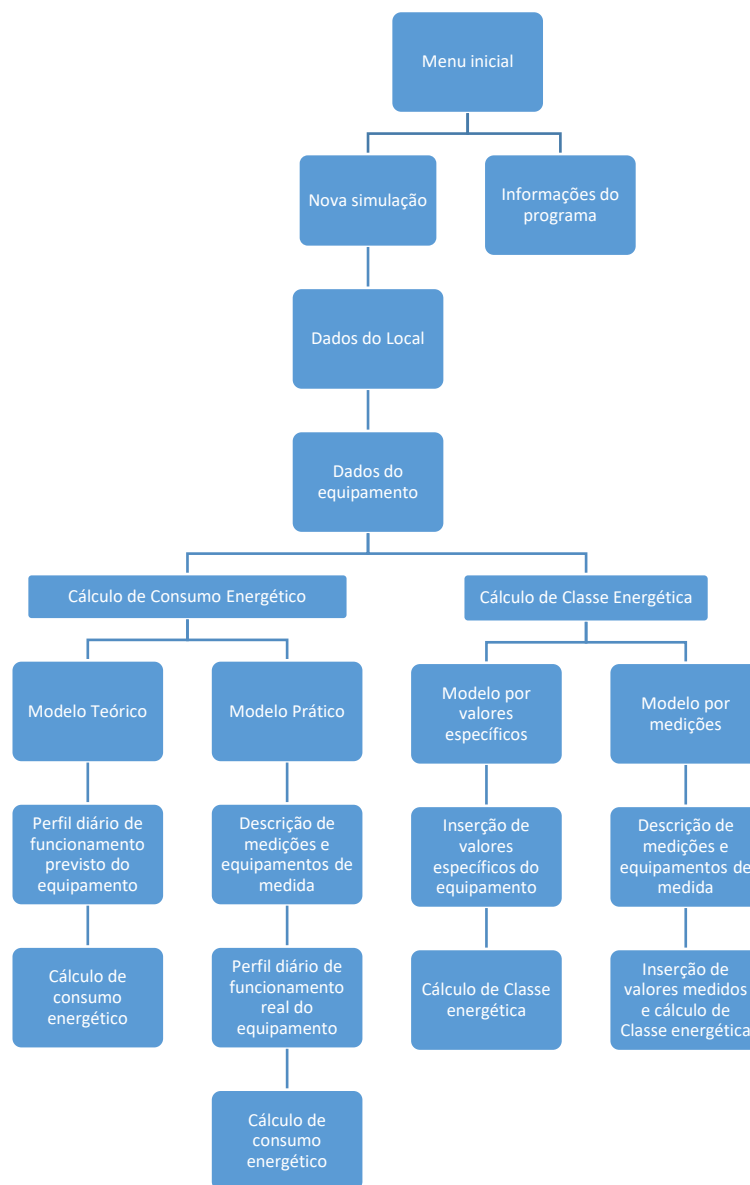 Menu inicial
Nova simulação
Informações do
programa
Dados do Local
Dados do
equipamento
Cálculo de Consumo Energético
Cálculo de Classe Energética
Modelo Teórico
Modelo Prático
Modelo por
valores
específicos
Modelo por
medições
Perfil diário de
funcionamento
previsto do
equipamento
Descrição de
medições e
equipamentos de
medida
Inserção de
valores
específicos do
equipamento
Descrição de
medições e
equipamentos de
medida
Cálculo de
consumo
energético
Perfil diário de
funcionamento
real do
equipamento
Cálculo de Classe
energética
Inserção de
valores medidos
e cálculo de
Classe energética
Cálculo de
consumo
energético